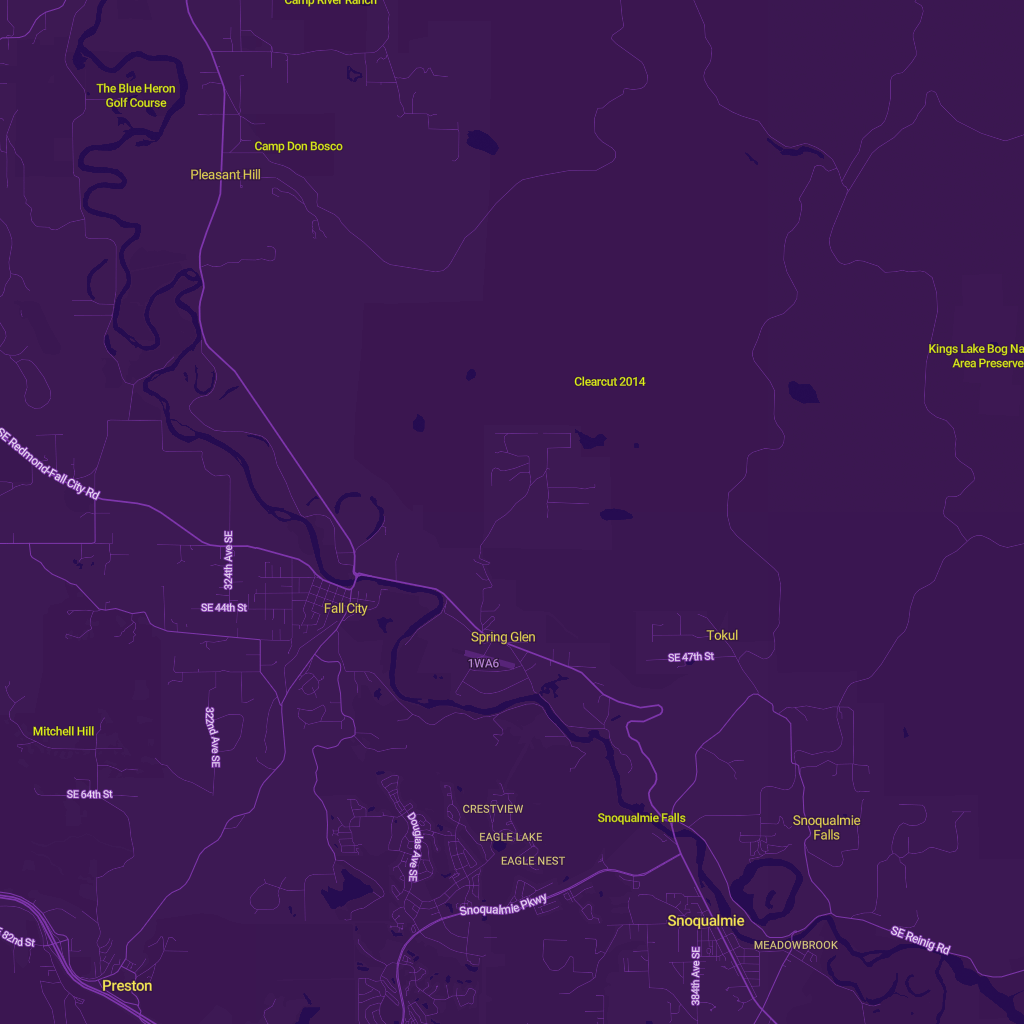 Camp River Ranch
The Blue Heron
Golf Course
Camp Don Bosco
Pleasant Hill
Kings Lake Bog Na
Area Preserve
Clearcut 2014
SE Redmond-Fall City Rd
324th Ave SE
SE 44th St
Fall City
Spring Glen
1WA6
Tokul
SE 47th St
Mitchell Hill
322nd Ave SE
SE 64th St
CRESTVIEW
Snoqualmie Falls
Snoqualmie
Falls
Douglas Ave SE
EAGLE LAKE
EAGLE NEST
Snoqualmie Pkwy
Snoqualmie
SE Reinig Rd
MEADOWBROOK
82nd St
384th Ave SE
Preston